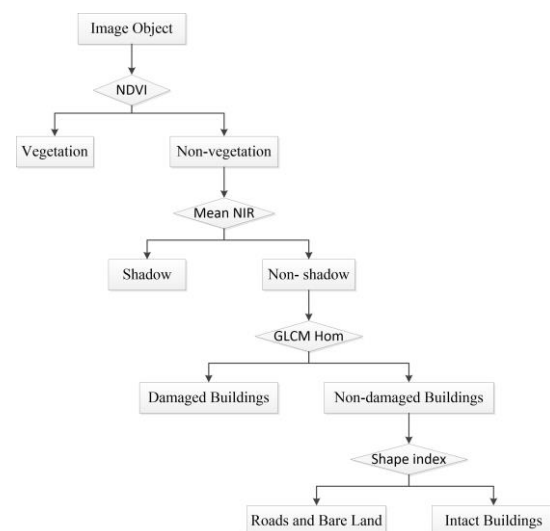 Image Object
NDVI
Vegetation
Non-vegetation
Mean NIR
Shadow
Non- shadow
GLCM Hom
Damaged Buildings
Non-damaged Buildings
Shape index
Roads and Bare Land
Intact Buildings